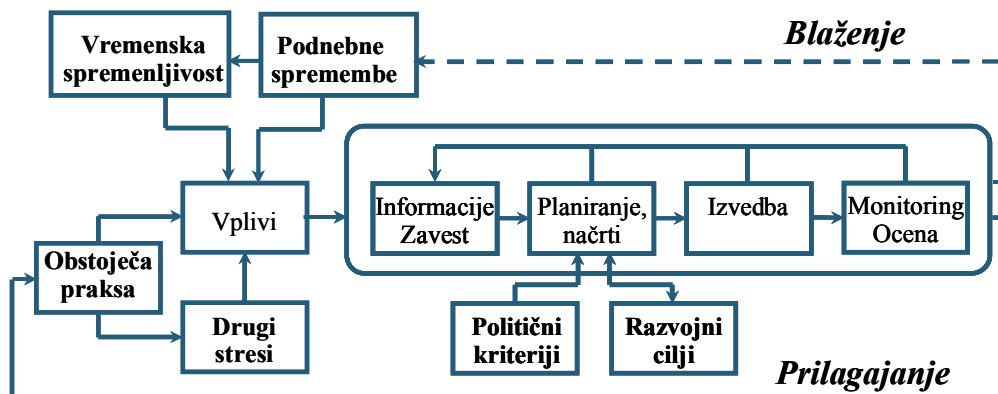 Vremenska
spremenljivost
Podnebne
spremembe
Blaženje
Vplivi
Informacije
Zavest
Planiranje,
načrti
Izvedba
Monitoring
Ocena
Obstoječa
praksa
Drugi
stresi
Politični
kriteriji
Razvojni
cilji
Prilagajanje